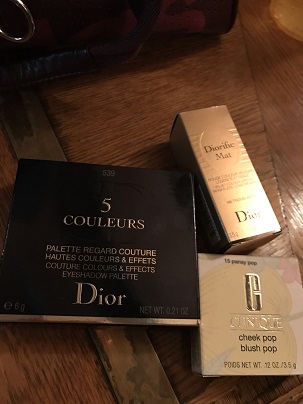 539
5
COULEURS
PALETTE REGARD COUTURE
HAUTES COULEURS & EFFETS
COUTURE COLOURS & EFFECTS
EYESHADOW PALETTE
Dior
e 6g
NET WT. 0.21 OZ
Diorific
Mat
Dior
15 pansy pop
CLINIQUE
cheek pop
blush pop
POIDS NET WT. .12 OZ./3.5 g